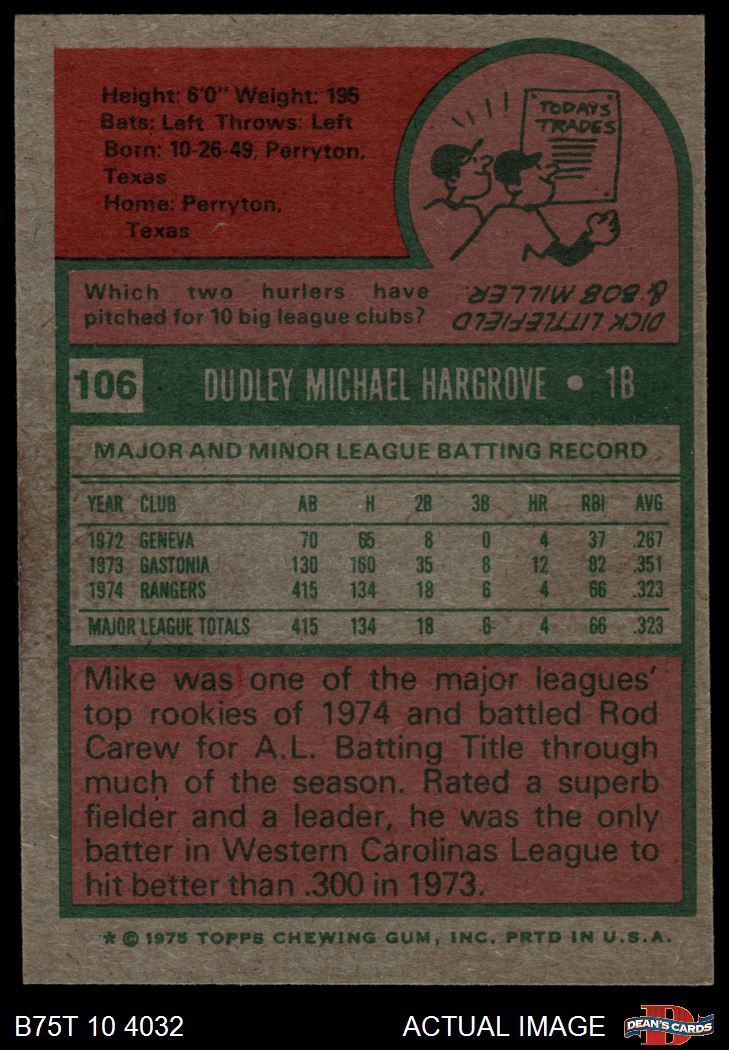 Height: 6'0" Weight: 195
Bats: Left Throws: Left
Born: 10-26-49, Perryton,
Texas
Home: Perryton,
Texas
TODAYS
TRADES
Which two hurlers have
pitched for 10 big league clubs?
DICK LITTLEFIELD
& BOB MILLER.
106 DUDLEY MICHAEL HARGROVE • 1B
MAJOR AND MINOR LEAGUE BATTING RECORD
YEAR CLUB AB H 2B 3B HR RBI AVG
1972 GENEVA 70 65 8 0 4 37 .267
1973 GASTONIA 130 160 35 8 12 82 .351
1974 RANGERS 415 134 18 6 4 66 .323
MAJOR LEAGUE TOTALS 415 134 18 6 4 66 .323
Mike was one of the major leagues'
top rookies of 1974 and battled Rod
Carew for A.L. Batting Title through
much of the season. Rated a superb
fielder and a leader, he was the only
batter in Western Carolinas League to
hit better than .300 in 1973.
* © 1975 TOPPS CHEWING GUM, INC. PRTD IN U.S.A.
B75T 10 4032 ACTUAL IMAGE
D
DEAN'S CARDS